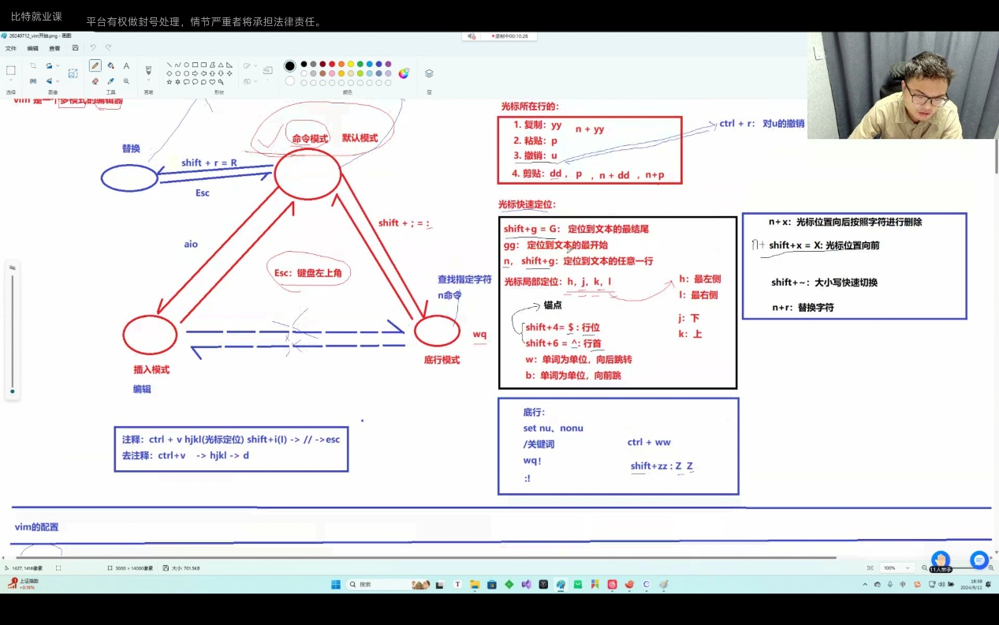 比特就业课
平台有权做封号处理，情节严重者将承担法律责任。
20240712_vim开始.png - 画图
录制中00:10:28
文件 编辑 查看
选择 图像 工具 形状 颜色 层
vim 是一个多模式的编辑器
替换
命令模式 默认模式
shift + r = R
Esc
aio
shift + ; = :
Esc：键盘左上角
查找指定字符
n命令
wq
底行模式
插入模式
编辑
注释：ctrl + v hjkl(光标定位) shift+i(I) -> // ->esc
去注释：ctrl+v -> hjkl -> d
光标所在行的：
1. 复制：yy n + yy
2. 粘贴：p
3. 撤销：u
4. 剪贴：dd ， p ，n + dd ，n+p
ctrl + r： 对u的撤销
光标快速定位：
shift+g = G： 定位到文本的最结尾
gg： 定位到文本的最开始
n， shift+g：定位到文本的任意一行
光标局部定位：h, j, k, l
h：最左侧
l：最右侧
j：下
k：上
锚点
shift+4= $ : 行位
shift+6 = ^: 行首
w：单词为单位，向后跳转
b：单词为单位，向前跳
n+x：光标位置向后按照字符进行删除
n+ shift+x = X: 光标位置向前
shift+~：大小写快速切换
n+r：替换字符
底行：
set nu、nonu
/关键词
wq!
:!
ctrl + ww
shift+zz : Z Z
vim的配置
1427, 1416像素
3000 × 14000像素
大小: 701.5KB
100%
11人举手
上证指数
+0.18%
搜索
18:59
2024/9/11